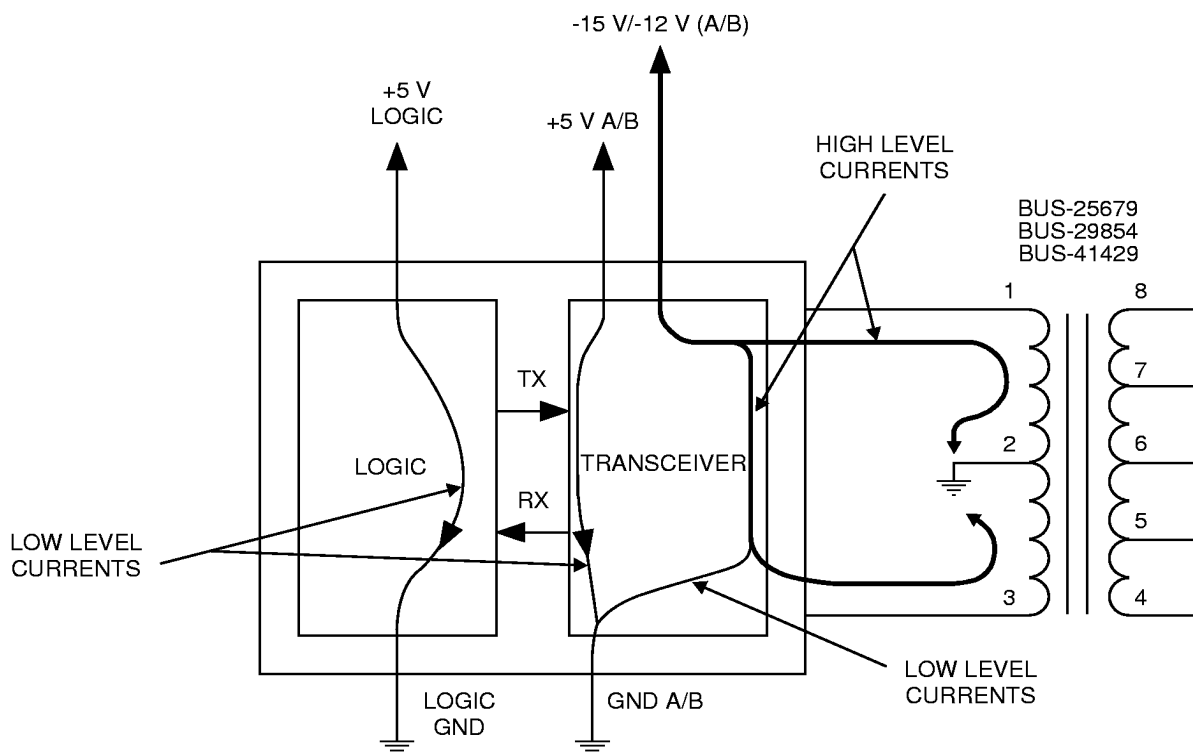 -15 V/-12 V (A/B)
+5 V
LOGIC
+5 V A/B
HIGH LEVEL
CURRENTS
BUS-25679
BUS-29854
BUS-41429
1
8
TX
7
LOGIC
TRANSCEIVER
2
6
RX
5
LOW LEVEL
CURRENTS
3
4
LOW LEVEL
CURRENTS
LOGIC
GND
GND A/B